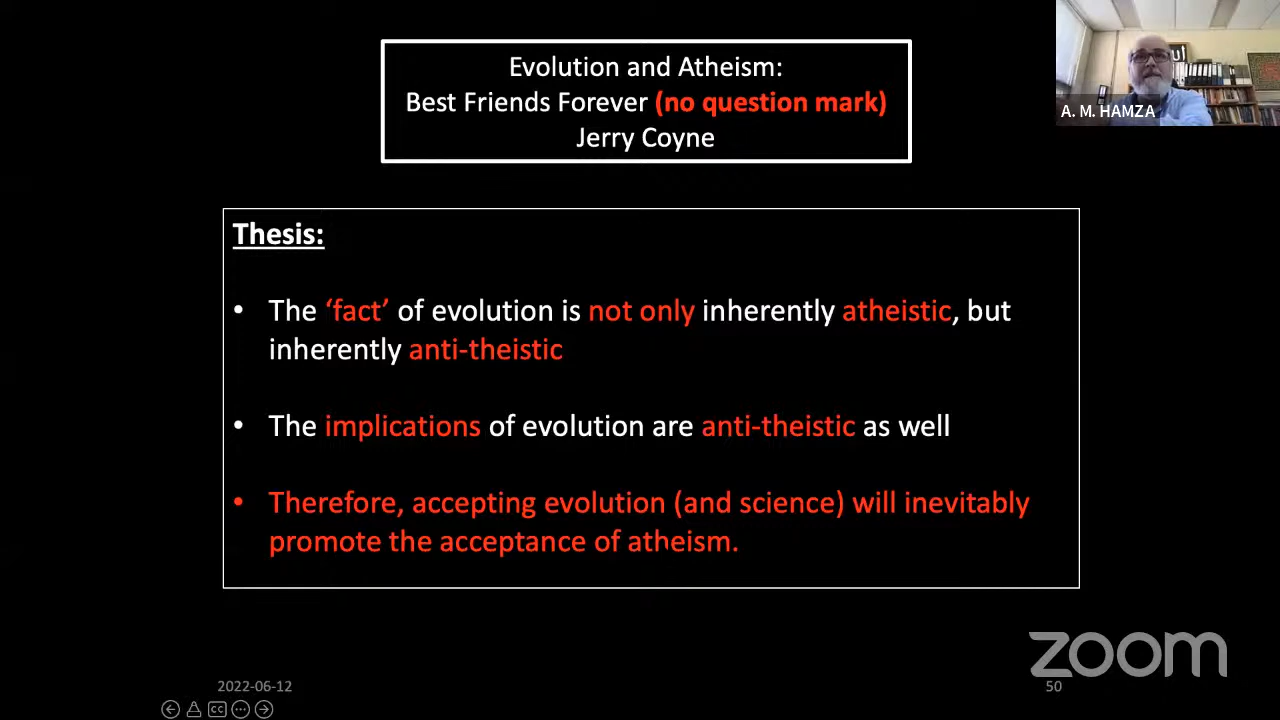 Evolution and Atheism:
Best Friends Forever (no question mark)
Jerry Coyne
A. M. HAMZA
Thesis:
• The ‘fact’ of evolution is not only inherently atheistic, but
inherently anti-theistic
• The implications of evolution are anti-theistic as well
• Therefore, accepting evolution (and science) will inevitably
promote the acceptance of atheism.
zoom
2022-06-12
50
CC